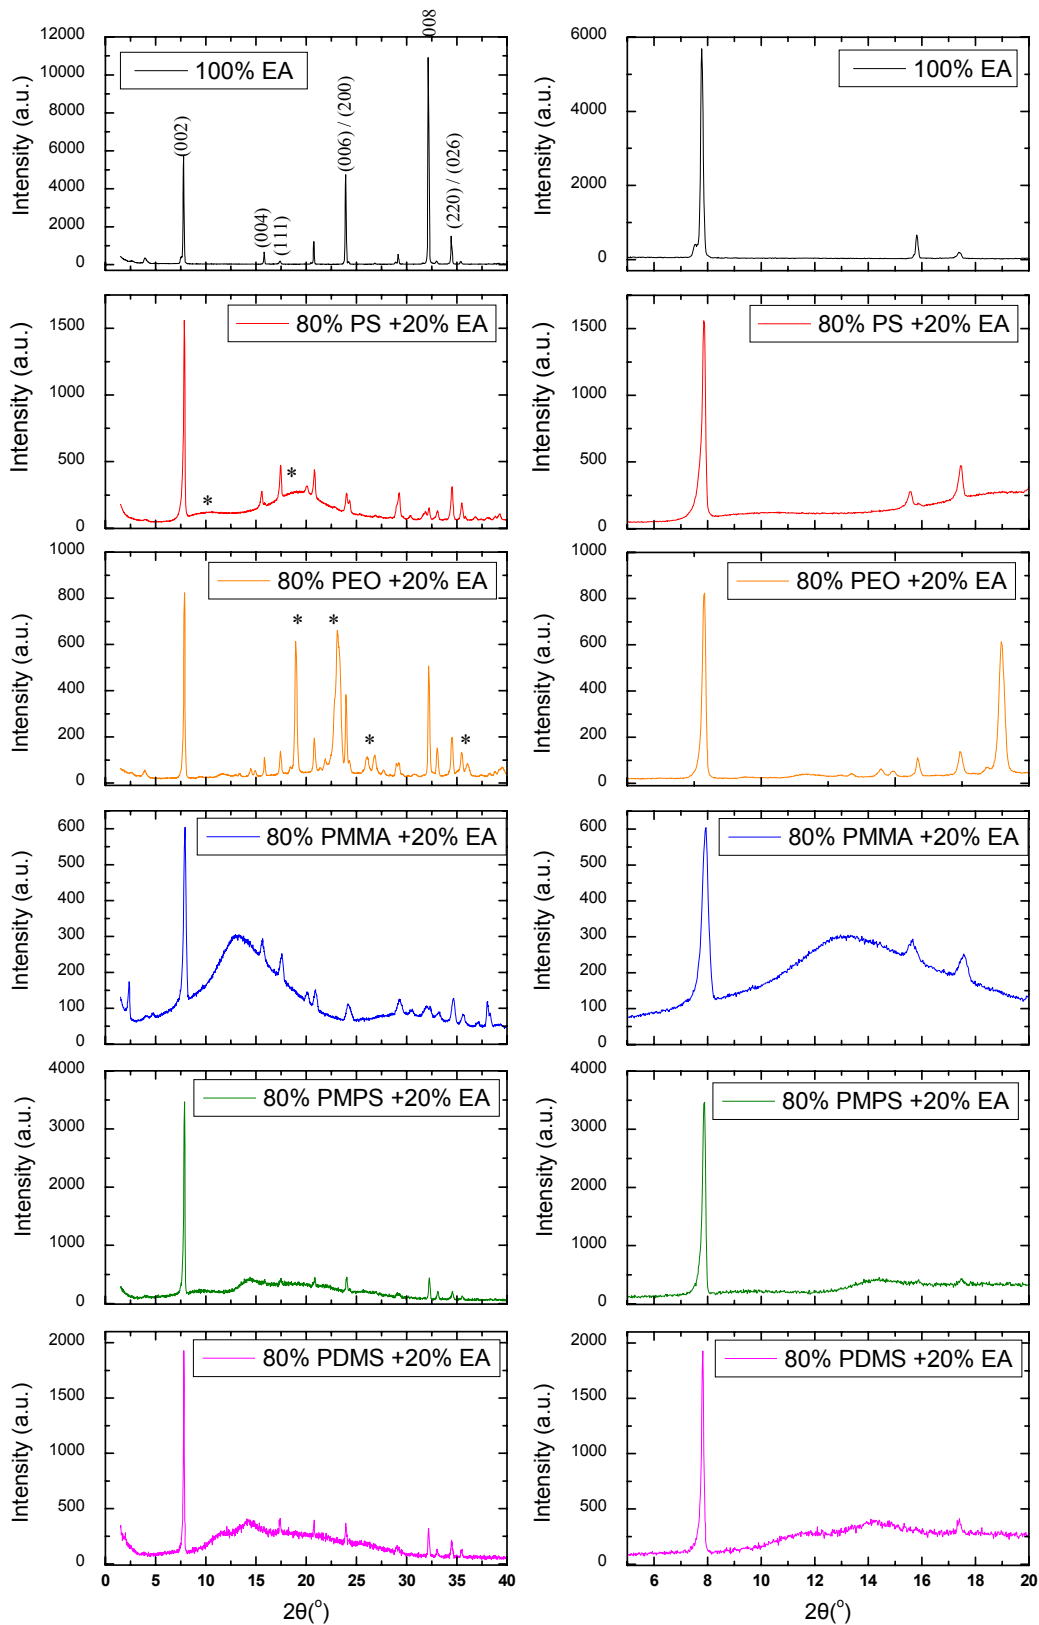 008
12000
10000
8000
6000
4000
2000
0
Intensity (a.u.)
100% EA
(002)
(004)
(111)
(006) / (200)
(220) / (026)
6000
4000
2000
0
Intensity (a.u.)
100% EA
1500
1000
500
0
Intensity (a.u.)
80% PS +20% EA
*
*
1500
1000
500
0
Intensity (a.u.)
80% PS +20% EA
1000
800
600
400
200
0
Intensity (a.u.)
80% PEO +20% EA
*
*
*
*
1000
800
600
400
200
0
Intensity (a.u.)
80% PEO +20% EA
600
500
400
300
200
100
0
Intensity (a.u.)
80% PMMA +20% EA
600
500
400
300
200
100
0
Intensity (a.u.)
80% PMMA +20% EA
4000
3000
2000
1000
0
Intensity (a.u.)
80% PMPS +20% EA
4000
3000
2000
1000
0
Intensity (a.u.)
80% PMPS +20% EA
2000
1500
1000
500
0
Intensity (a.u.)
80% PDMS +20% EA
0 5 10 15 20 25 30 35 40
2θ(°)
2000
1500
1000
500
0
Intensity (a.u.)
80% PDMS +20% EA
6 8 10 12 14 16 18 20
2θ(°)